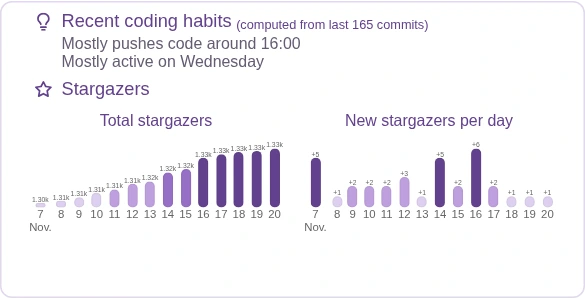 Recent coding habits (computed from last 165 commits)
Mostly pushes code around 16:00
Mostly active on Wednesday
Stargazers
Total stargazers
1.30k 1.31k 1.31k 1.31k 1.31k 1.31k 1.32k 1.32k 1.32k 1.33k 1.33k 1.33k 1.33k 1.33k
7 8 9 10 11 12 13 14 15 16 17 18 19 20
Nov.
New stargazers per day
+5 +1 +2 +2 +2 +3 +1 +5 +2 +6 +2 +1 +1 +1
7 8 9 10 11 12 13 14 15 16 17 18 19 20
Nov.